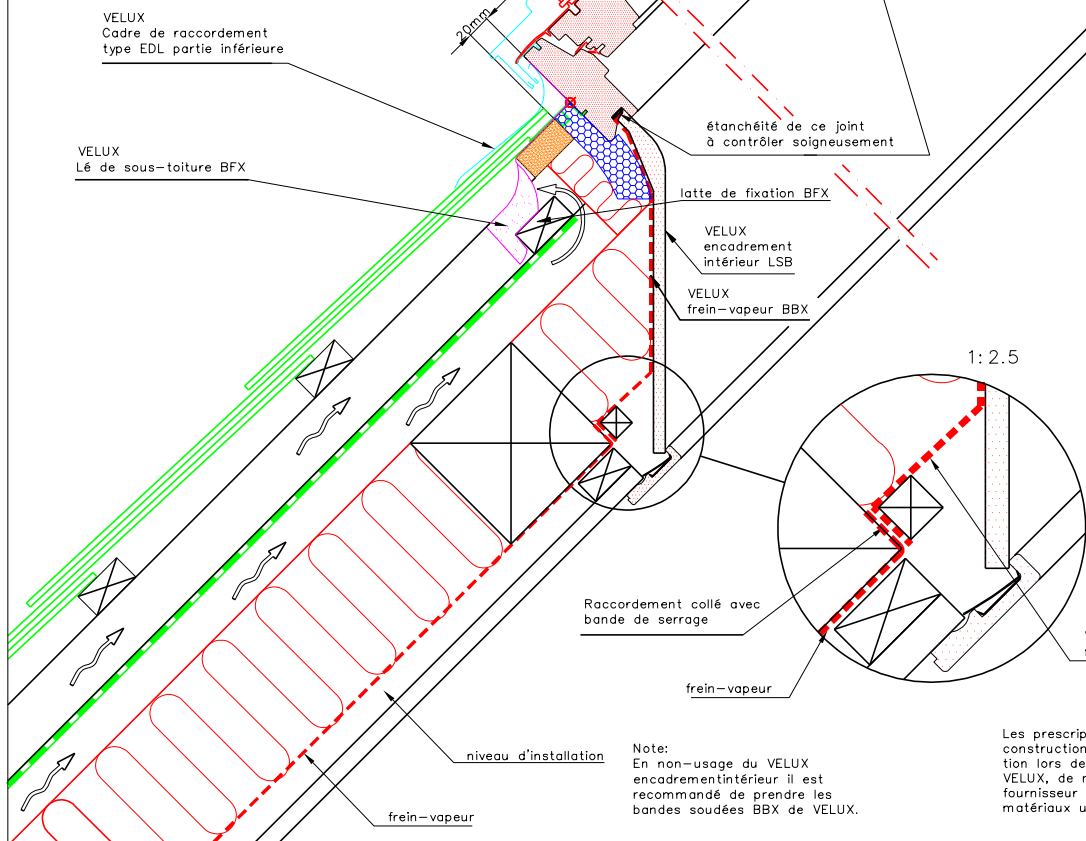 20mm
VELUX
Cadre de raccordement
type EDL partie inférieure
VELUX
Lé de sous-toiture BFX
étanchéité de ce joint
à contrôler soigneusement
latte de fixation BFX
VELUX
encadrement
intérieur LSB
VELUX
frein-vapeur BBX
1:2.5
Raccordement collé avec
bande de serrage
frein-vapeur
niveau d'installation
frein-vapeur
Note:
En non-usage du VELUX
encadrementintérieur il est
recommandé de prendre les
bandes soudées BBX de VELUX.
Les prescrip
construction
tion lors de
VELUX, de
fournisseur
matériaux